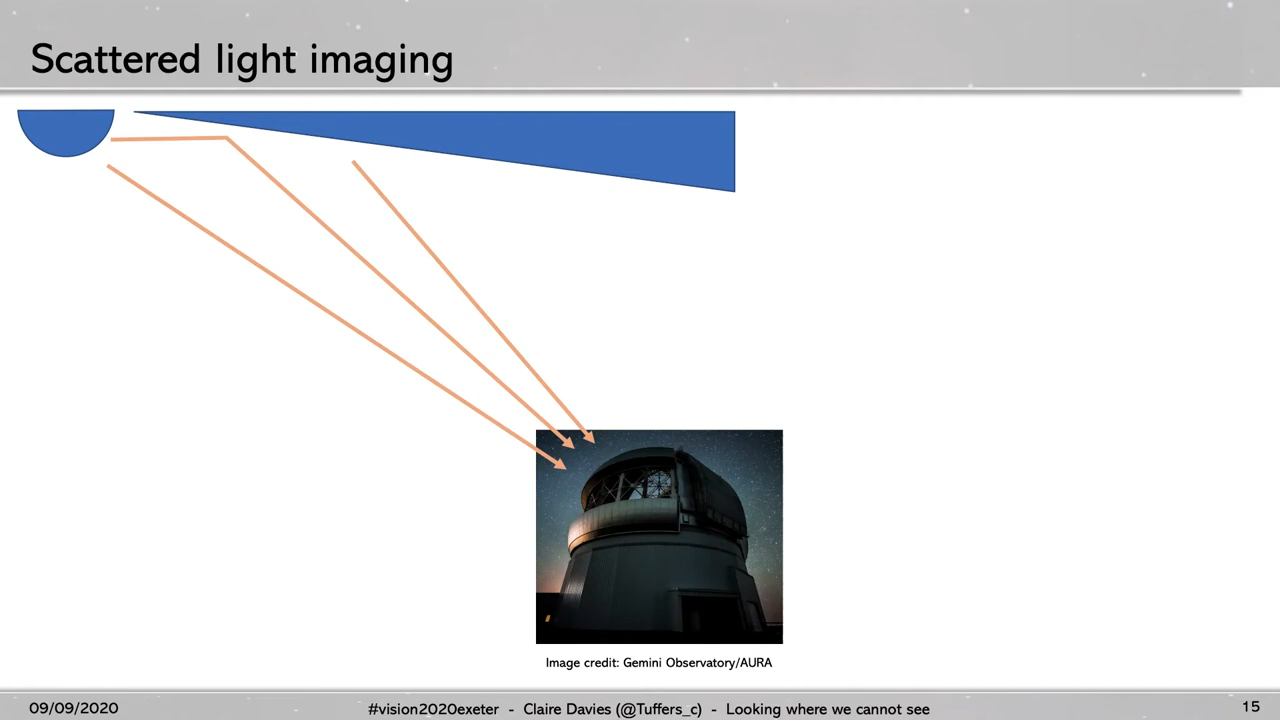 Scattered light imaging
Image credit: Gemini Observatory/AURA
09/09/2020
#vision2020exeter - Claire Davies (@Tuffers_c) - Looking where we cannot see
15